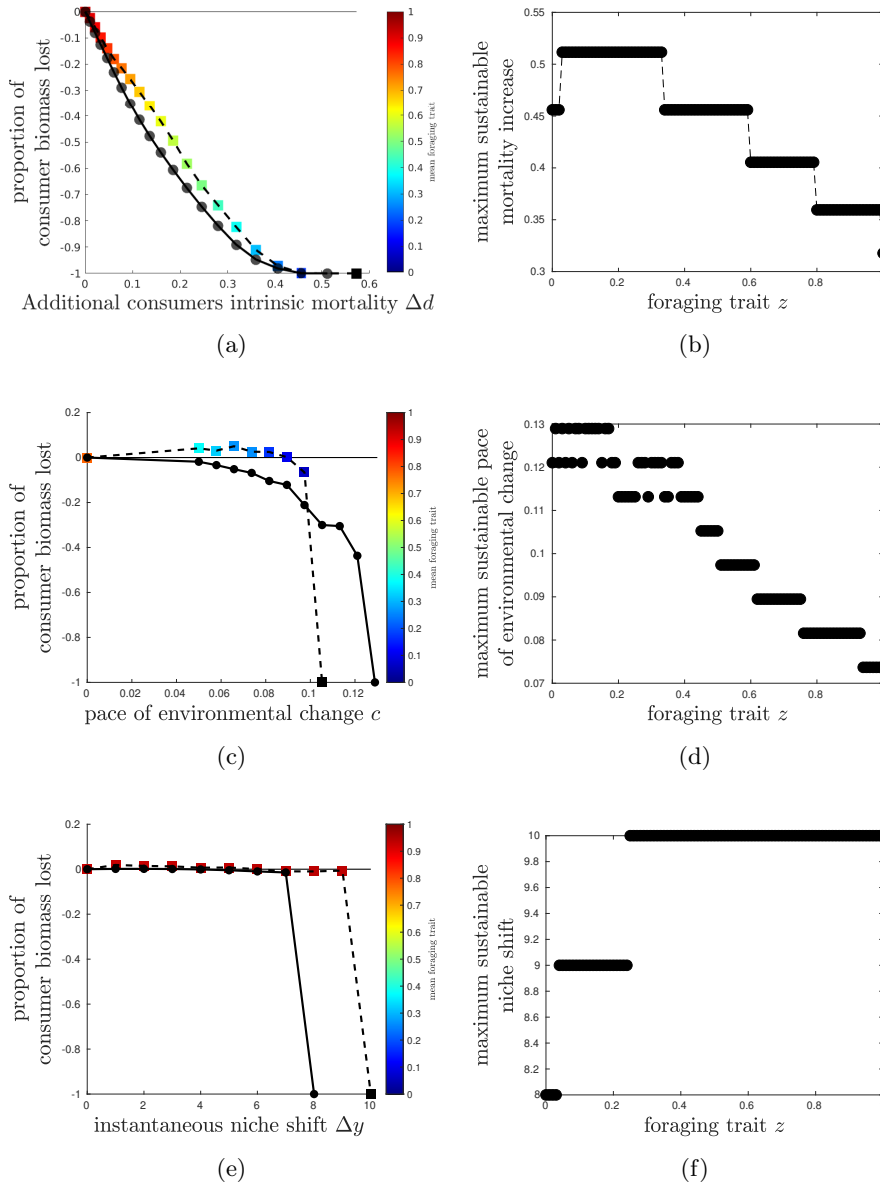 0
-0.1
-0.2
-0.3
-0.4
-0.5
-0.6
-0.7
-0.8
-0.9
-1
0 0.1 0.2 0.3 0.4 0.5 0.6
proportion of
consumer biomass lost
Additional consumers intrinsic mortality Δd
1
0.9
0.8
0.7
0.6
0.5
0.4
0.3
0.2
0.1
0
mean foraging trait
(a)
0.55
0.5
0.45
0.4
0.35
0.3
0 0.2 0.4 0.6 0.8
maximum sustainable
mortality increase
foraging trait z
(b)
0.2
0
-0.2
-0.4
-0.6
-0.8
-1
0 0.02 0.04 0.06 0.08 0.1 0.12
proportion of
consumer biomass lost
pace of environmental change c
1
0.9
0.8
0.7
0.6
0.5
0.4
0.3
0.2
0.1
0
mean foraging trait
(c)
0.13
0.12
0.11
0.1
0.09
0.08
0.07
0 0.2 0.4 0.6 0.8
maximum sustainable pace
of environmental change
foraging trait z
(d)
0.2
0
-0.2
-0.4
-0.6
-0.8
-1
0 2 4 6 8 10
proportion of
consumer biomass lost
instantaneous niche shift Δy
1
0.9
0.8
0.7
0.6
0.5
0.4
0.3
0.2
0.1
0
mean foraging trait
(e)
10
9.8
9.6
9.4
9.2
9
8.8
8.6
8.4
8.2
8
0 0.2 0.4 0.6 0.8
maximum sustainable
niche shift
foraging trait z
(f)